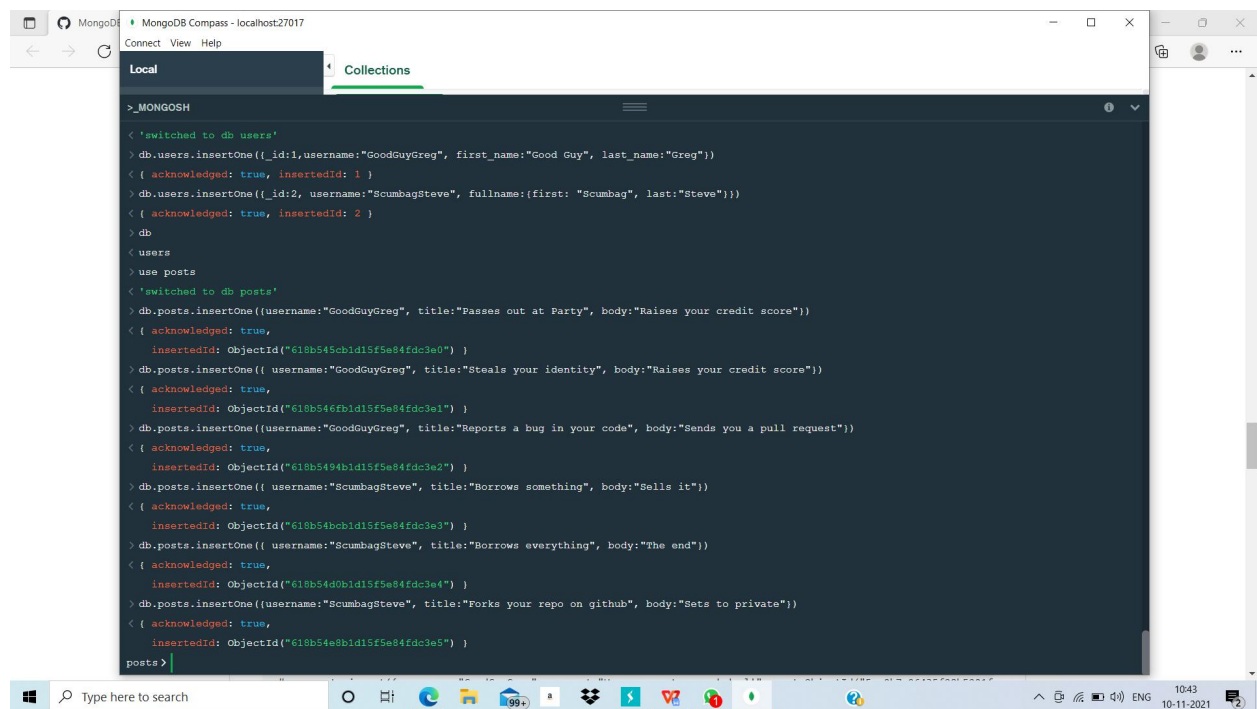 MongoDB
MongoDB Compass - localhost:27017
Connect View Help
Local
Collections
>_MONGOSH
< 'switched to db users'
> db.users.insertOne({_id:1,username:"GoodGuyGreg", first_name:"Good Guy", last_name:"Greg"})
< { acknowledged: true, insertedId: 1 }
> db.users.insertOne({_id:2, username:"ScumbagSteve", fullname:{first: "Scumbag", last:"Steve"}})
< { acknowledged: true, insertedId: 2 }
> db
< users
> use posts
< 'switched to db posts'
> db.posts.insertOne({username:"GoodGuyGreg", title:"Passes out at Party", body:"Raises your credit score"})
< { acknowledged: true,
insertedId: ObjectId("618b545cb1d15f5e84fdc3e0") }
> db.posts.insertOne({ username:"GoodGuyGreg", title:"Steals your identity", body:"Raises your credit score"})
< { acknowledged: true,
insertedId: ObjectId("618b546fb1d15f5e84fdc3e1") }
> db.posts.insertOne({username:"GoodGuyGreg", title:"Reports a bug in your code", body:"Sends you a pull request"})
< { acknowledged: true,
insertedId: ObjectId("618b5494b1d15f5e84fdc3e2") }
> db.posts.insertOne({ username:"ScumbagSteve", title:"Borrows something", body:"Sells it"})
< { acknowledged: true,
insertedId: ObjectId("618b54bcb1d15f5e84fdc3e3") }
> db.posts.insertOne({ username:"ScumbagSteve", title:"Borrows everything", body:"The end"})
< { acknowledged: true,
insertedId: ObjectId("618b54d0b1d15f5e84fdc3e4") }
> db.posts.insertOne({username:"ScumbagSteve", title:"Forks your repo on github", body:"Sets to private"})
< { acknowledged: true,
insertedId: ObjectId("618b54e8b1d15f5e84fdc3e5") }
posts >
Type here to search
99+
a
1
ENG
10:43
10-11-2021
2